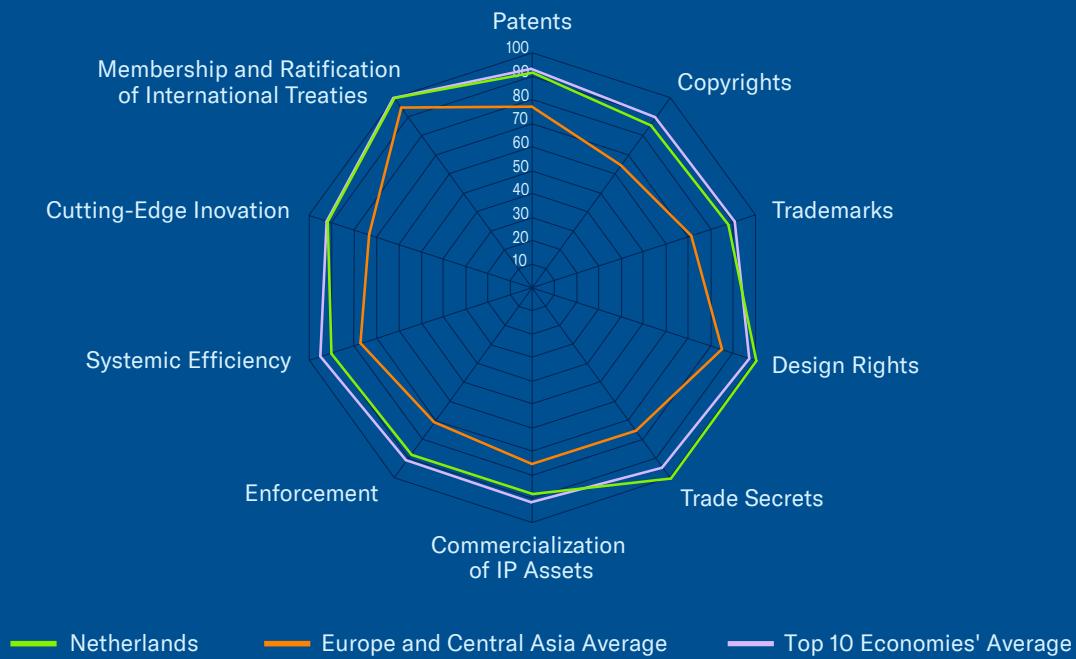 Patents
100
90
80
70
60
50
40
30
20
10
Copyrights
Trademarks
Design Rights
Trade Secrets
Commercialization
of IP Assets
Enforcement
Systemic Efficiency
Cutting-Edge Inovation
Membership and Ratification
of International Treaties
Netherlands
Europe and Central Asia Average
Top 10 Economies' Average